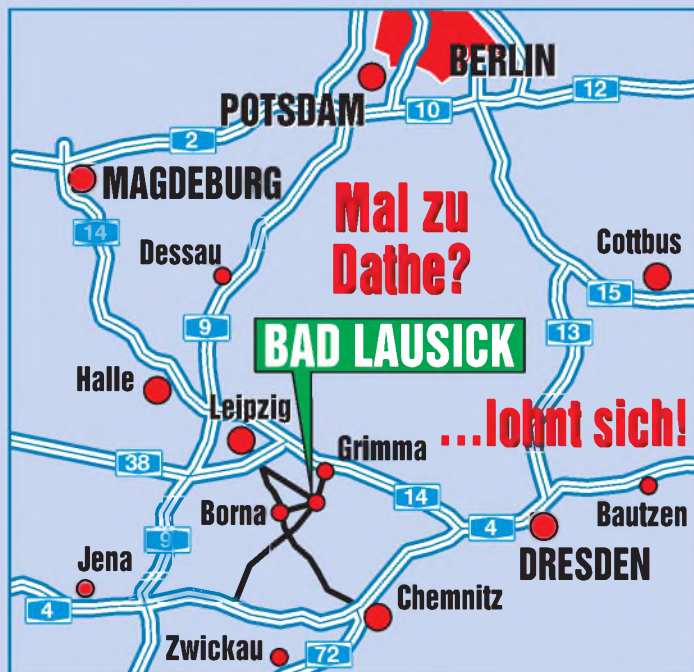 BERLIN
POTSDAM
12
10
2
MAGDEBURG
Mal zu
Dathe?
14
Cottbus
Dessau
15
9
13
BAD LAUSICK
Halle
Leipzig
...lohnt sich!
Grimma
38
14
Borna
4
Bautzen
9
DRESDEN
Jena
Chemnitz
4
Zwickau
72